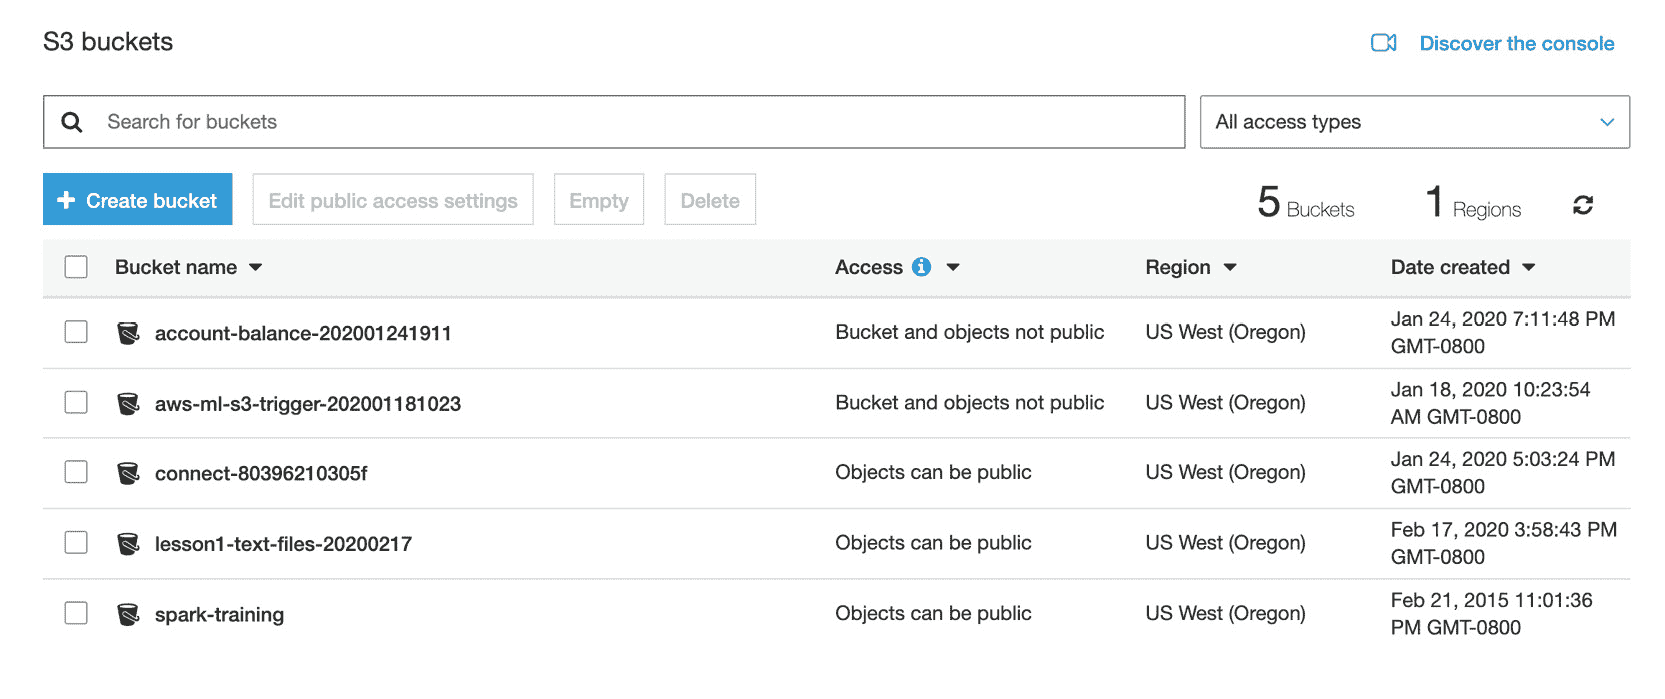 S3 buckets
Discover the console
Search for buckets
All access types
Create bucket
Edit public access settings
Empty
Delete
5 Buckets
1 Regions
Bucket name
Access
Region
Date created
account-balance-202001241911
Bucket and objects not public
US West (Oregon)
Jan 24, 2020 7:11:48 PM
GMT-0800
aws-ml-s3-trigger-202001181023
Bucket and objects not public
US West (Oregon)
Jan 18, 2020 10:23:54
AM GMT-0800
connect-80396210305f
Objects can be public
US West (Oregon)
Jan 24, 2020 5:03:24 PM
GMT-0800
lesson1-text-files-20200217
Objects can be public
US West (Oregon)
Feb 17, 2020 3:58:43 PM
GMT-0800
spark-training
Objects can be public
US West (Oregon)
Feb 21, 2015 11:01:36
PM GMT-0800